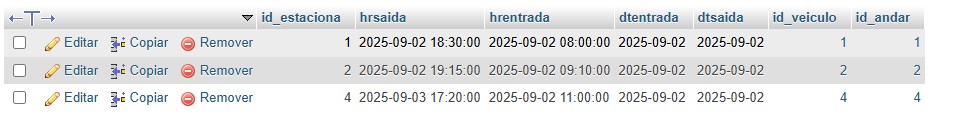 id_estaciona hrsaida hrentrada dtentrada dtsaida id_veiculo id_andar
Editar Copiar Remover 1 2025-09-02 18:30:00 2025-09-02 08:00:00 2025-09-02 2025-09-02 1 1
Editar Copiar Remover 2 2025-09-02 19:15:00 2025-09-02 09:10:00 2025-09-02 2025-09-02 2 2
Editar Copiar Remover 4 2025-09-03 17:20:00 2025-09-02 11:00:00 2025-09-02 2025-09-02 4 4